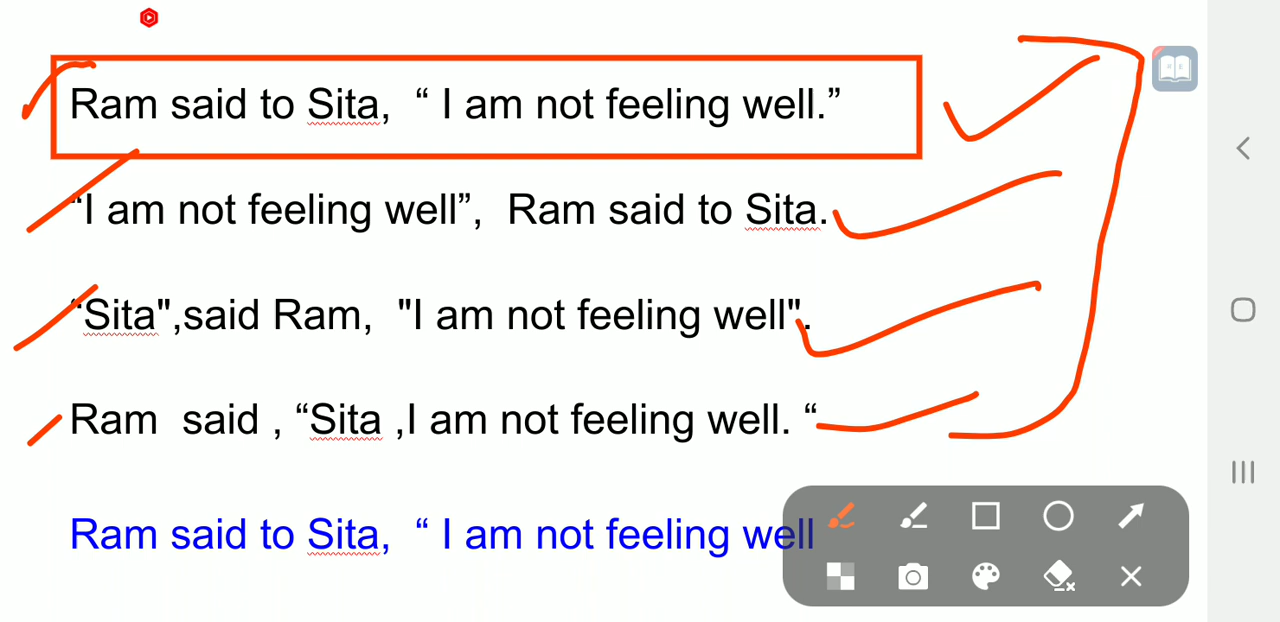 Ram said to Sita,  “ I am not feeling well.”
“I am not feeling well”,  Ram said to Sita.
“Sita",said Ram,  "I am not feeling well".
Ram  said , “Sita ,I am not feeling well. “
Ram said to Sita,  “ I am not feeling well